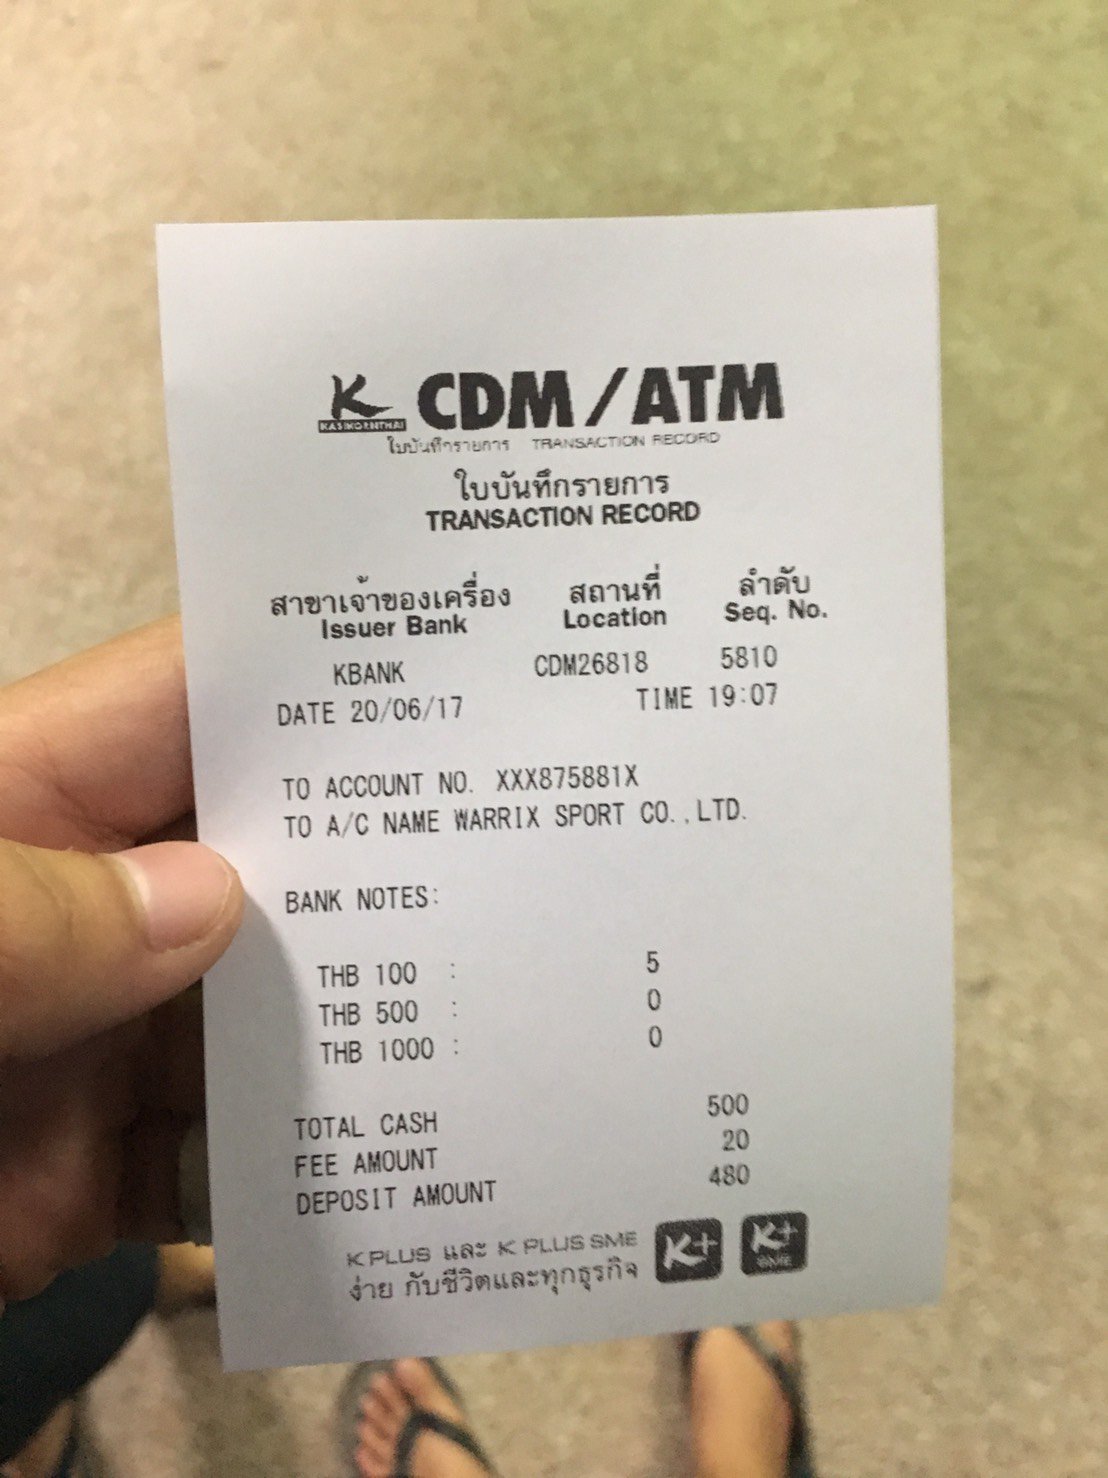 K CDM/ATM
KASIKORNTHAI
ใบบันทึกรายการ TRANSACTION RECORD
ใบบันทึกรายการ
TRANSACTION RECORD
สาขาเจ้าของเครื่อง สถานที่ ลำดับ
Issuer Bank Location Seq. No.
KBANK CDM26818 5810
DATE 20/06/17 TIME 19:07
TO ACCOUNT NO. XXX875881X
TO A/C NAME WARRIX SPORT CO.,LTD.
BANK NOTES:
THB 100 : 5
THB 500 : 0
THB 1000 : 0
TOTAL CASH 500
FEE AMOUNT 20
DEPOSIT AMOUNT 480
K PLUS และ K PLUS SME K+ K+
SME
ง่าย กับชีวิตและทุกธุรกิจ